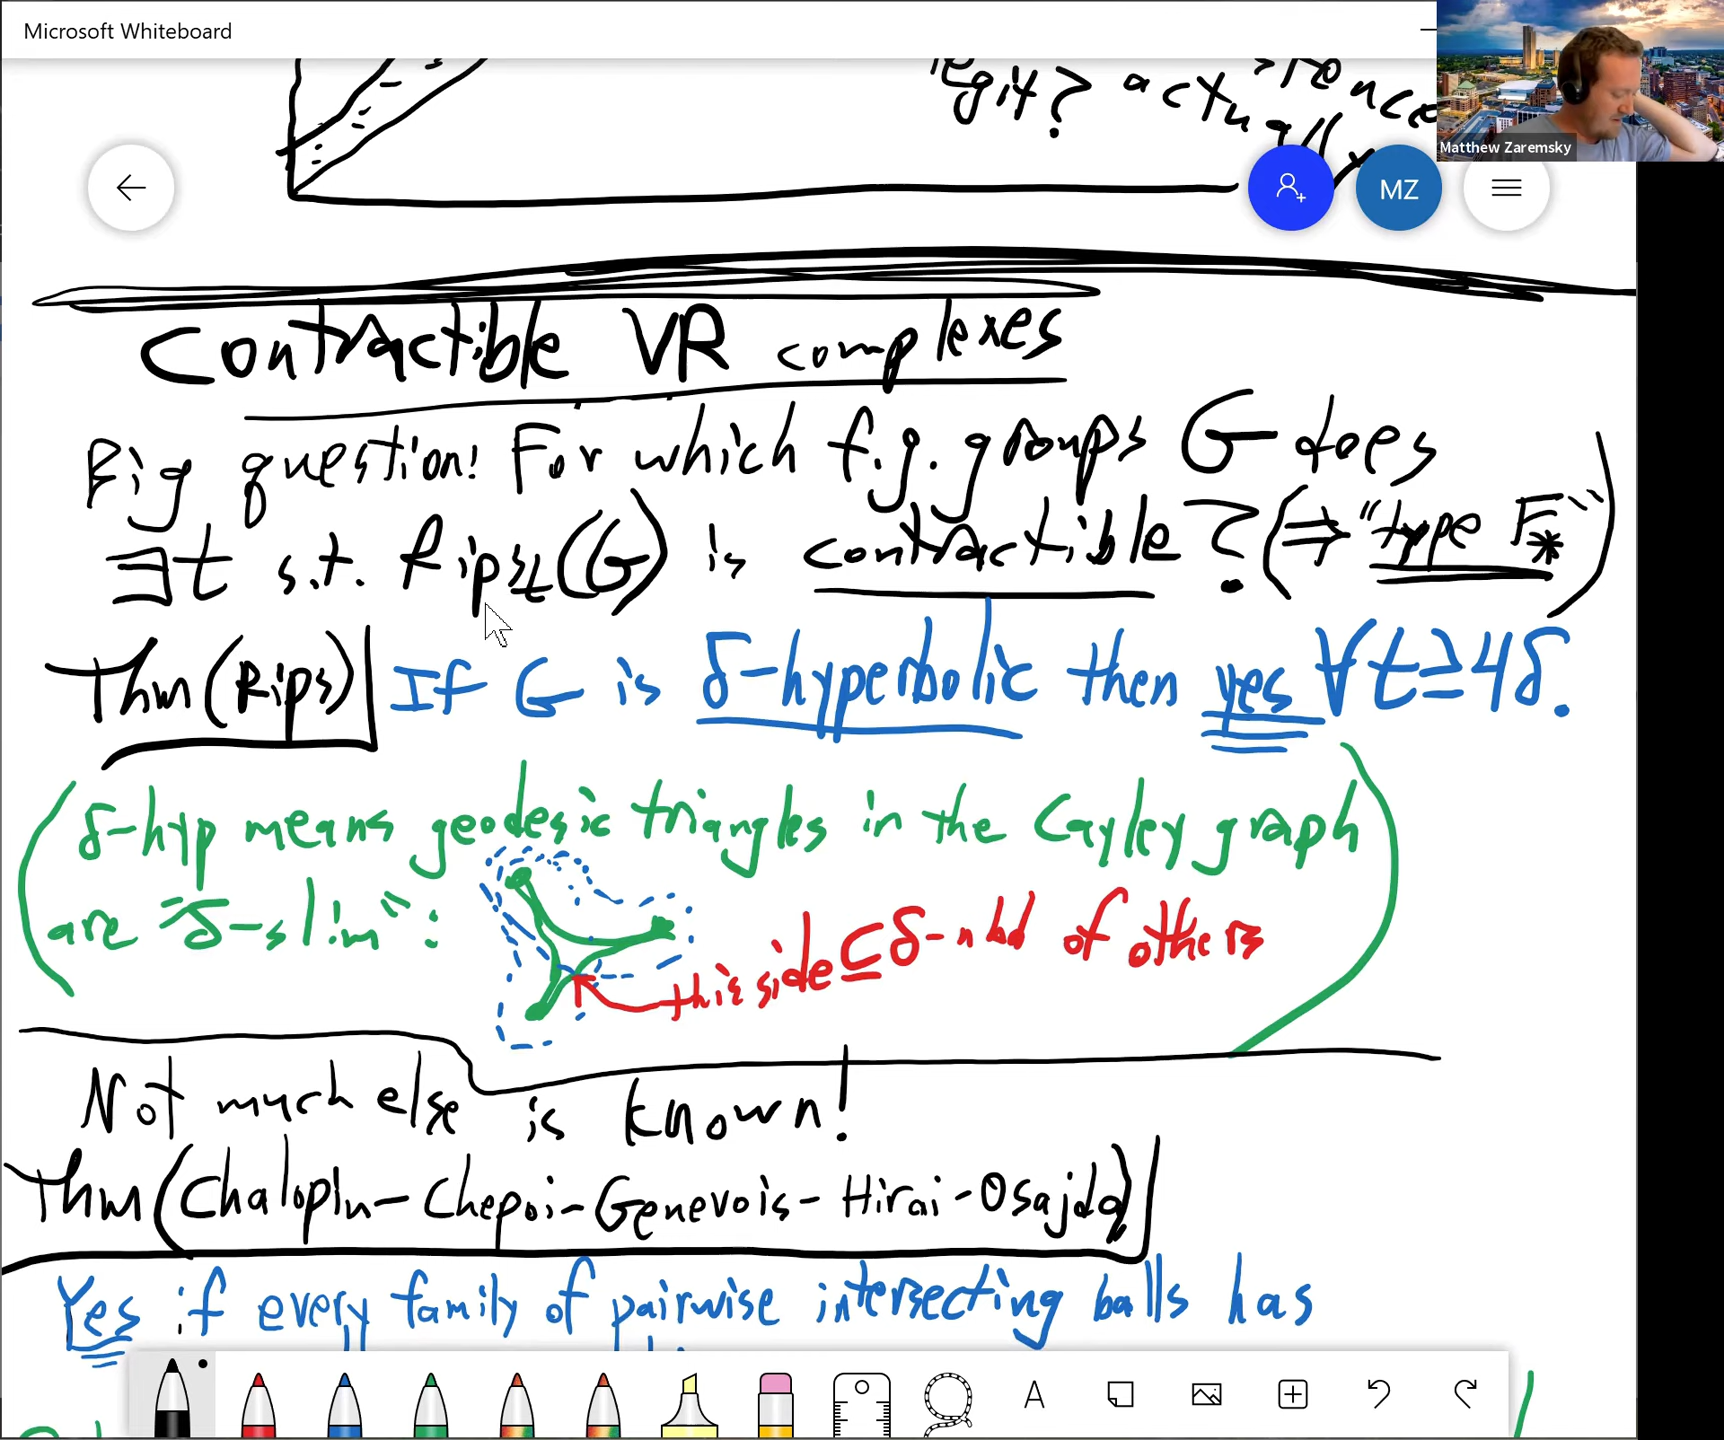 Microsoft Whiteboard
legit? actually
Matthew Zaremsky
MZ
Contractible VR complexes
Big question: For which f.g. groups G does
∃t s.t. Rips_t(G) is contractible? (⇒ "type F_*")
Thm (Rips) If G is δ-hyperbolic then yes ∀t≥4δ.
(δ-hyp means geodesic triangles in the Cayley graph
are "δ-slim":
this side ⊆ δ-nbd of others)
Not much else is known!
Thm (Chalopin-Chepoi-Genevois-Hirai-Osajda)
Yes if every family of pairwise intersecting balls has
A